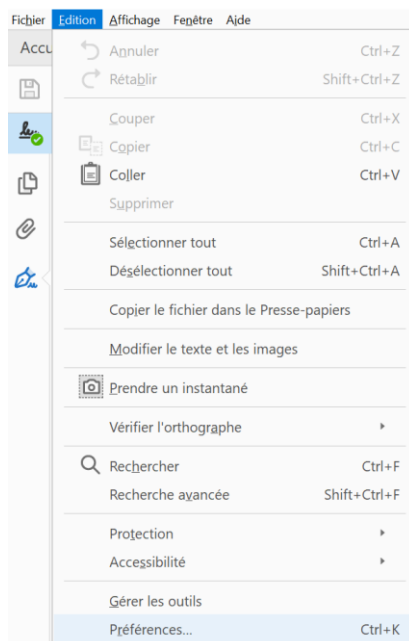 Fichier Edition Affichage Fenêtre Aide
Accu
Annuler Ctrl+Z
Rétablir Shift+Ctrl+Z
Couper Ctrl+X
Copier Ctrl+C
Coller Ctrl+V
Supprimer
Sélectionner tout Ctrl+A
Désélectionner tout Shift+Ctrl+A
Copier le fichier dans le Presse-papiers
Modifier le texte et les images
Prendre un instantané
Vérifier l'orthographe
Rechercher Ctrl+F
Recherche avancée Shift+Ctrl+F
Protection
Accessibilité
Gérer les outils
Préférences... Ctrl+K